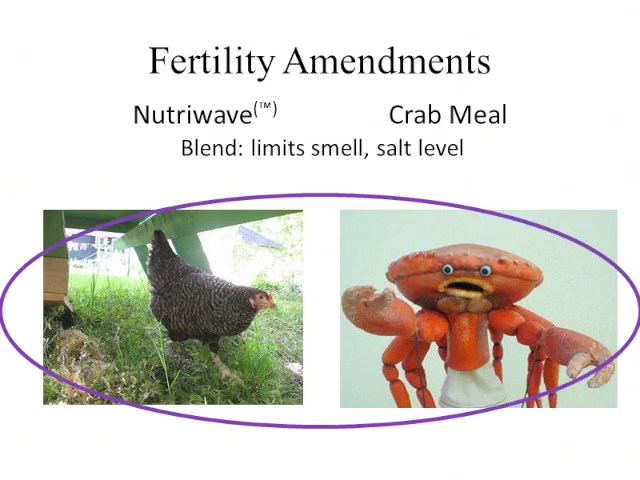 Fertility Amendments
Nutriwave(™) Crab Meal
Blend: limits smell, salt level